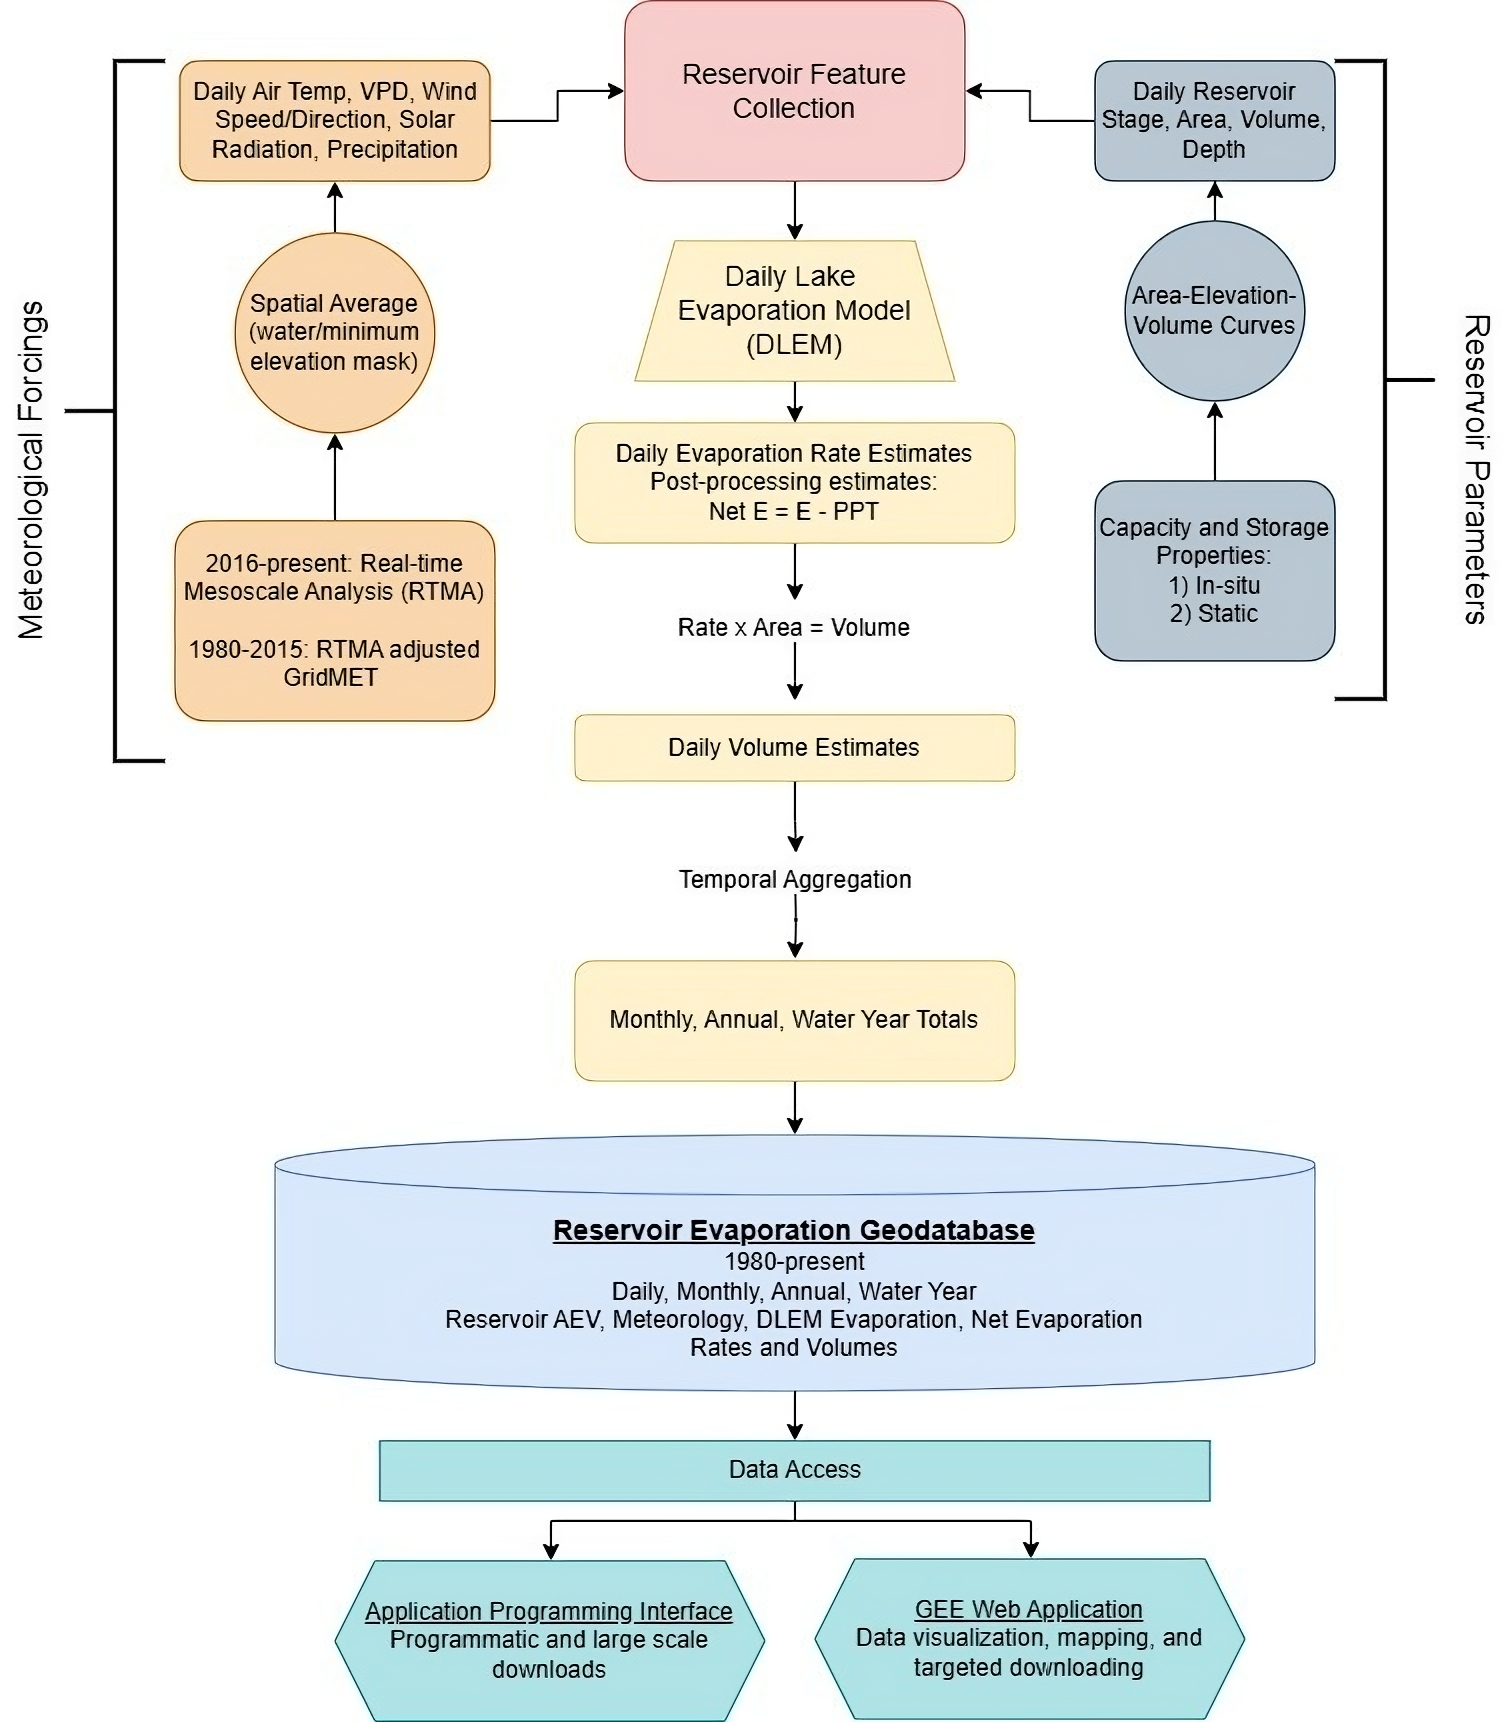 Reservoir Feature
Collection
Daily Air Temp, VPD, Wind
Speed/Direction, Solar
Radiation, Precipitation
Daily Reservoir
Stage, Area, Volume,
Depth
Spatial Average
(water/minimum
elevation mask)
Daily Lake
Evaporation Model
(DLEM)
Area-Elevation-
Volume Curves
Meteorological Forcings
Reservoir Parameters
2016-present: Real-time
Mesoscale Analysis (RTMA)
1980-2015: RTMA adjusted
GridMET
Daily Evaporation Rate Estimates
Post-processing estimates:
Net E = E - PPT
Capacity and Storage
Properties:
1) In-situ
2) Static
Rate x Area = Volume
Daily Volume Estimates
Temporal Aggregation
Monthly, Annual, Water Year Totals
Reservoir Evaporation Geodatabase
1980-present
Daily, Monthly, Annual, Water Year
Reservoir AEV, Meteorology, DLEM Evaporation, Net Evaporation
Rates and Volumes
Data Access
Application Programming Interface
Programmatic and large scale
downloads
GEE Web Application
Data visualization, mapping, and
targeted downloading